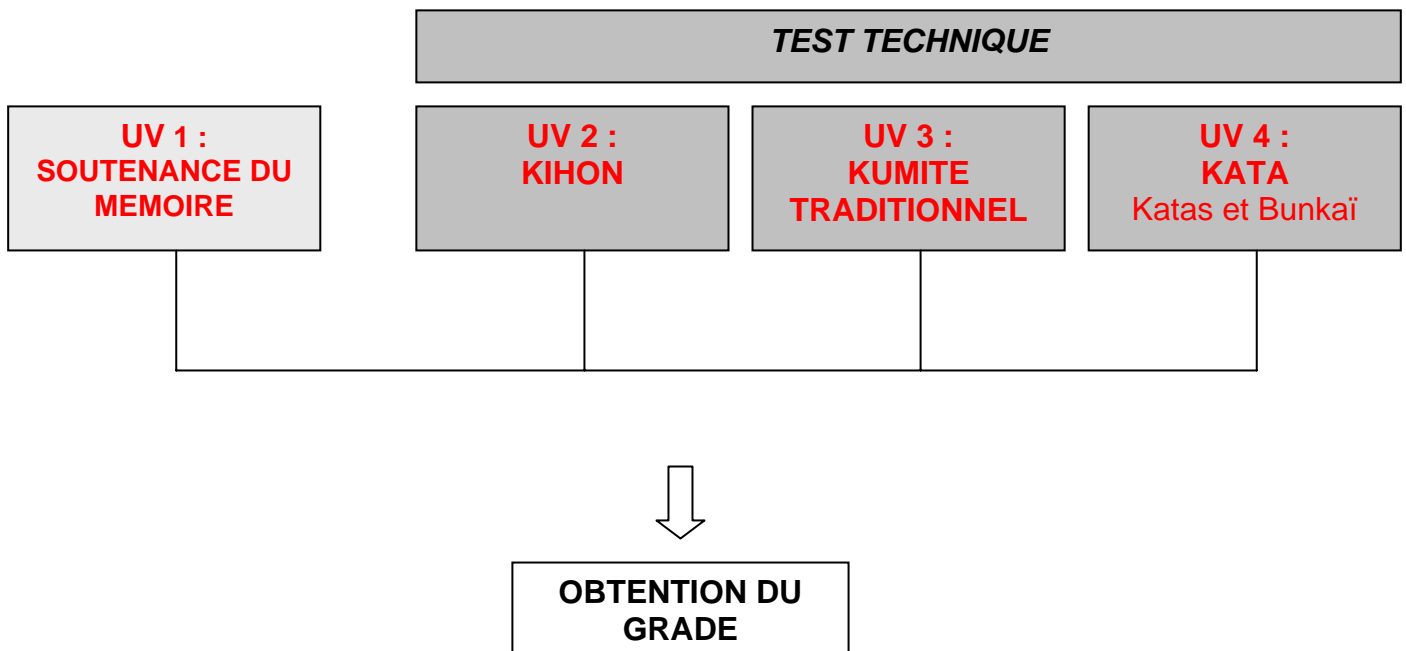 TEST TECHNIQUE
UV 1 :
SOUTENANCE DU
MEMOIRE
UV 2 :
KIHON
UV 3 :
KUMITE
TRADITIONNEL
UV 4 :
KATA
Katas et Bunkaï
OBTENTION DU
GRADE